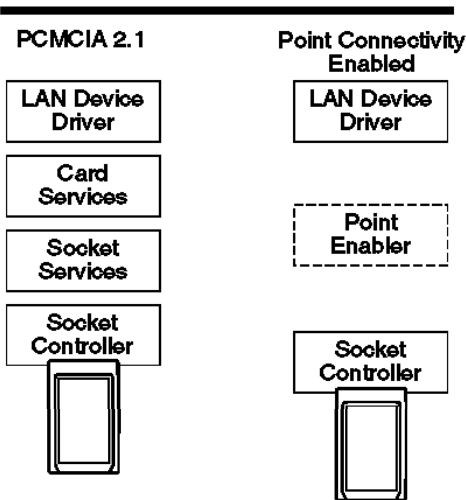 PCMCIA 2.1
LAN Device
Driver
Card
Services
Socket
Services
Socket
Controller
Point Connectivity
Enabled
LAN Device
Driver
Point
Enabler
Socket
Controller